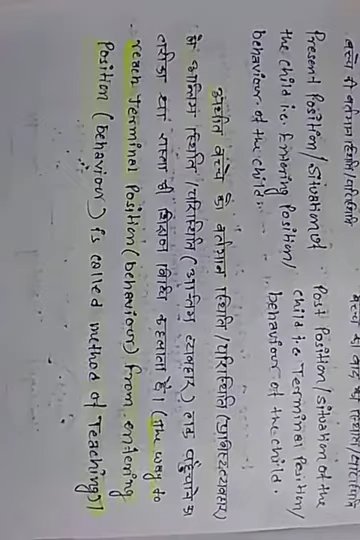 बच्चे की वर्तमान स्थिति/परिस्थिति
बच्चे की बाद की स्थिति/परिस्थिति
Present Position/Situation of
the child i.e. Entering Position/
behaviour of the child.
Post Position/situation of the
child i.e Terminal Position/
behaviour of the child.
अर्थात बच्चे की वर्तमान स्थिति/परिस्थिति (प्रविष्ट व्यवहार)
से अन्तिम स्थिति/परिस्थिति (अन्तिम व्यवहार) तक पहुँचाने का
तरीका या रास्ता ही शिक्षण विधि कहलाता है। (The way to
reach Terminal Position (behaviour) from entering
Position (behaviour) is called method of Teaching)